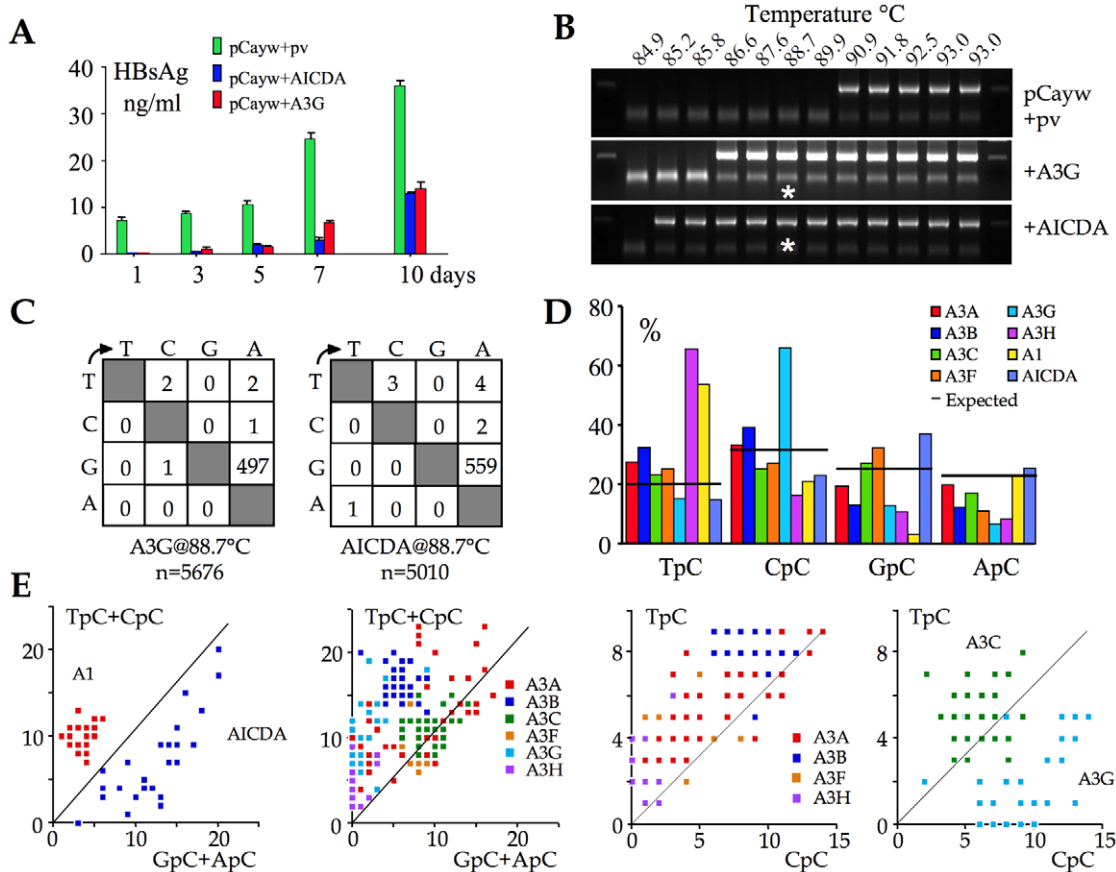 A
HBsAg
ng/ml
pCayw+pv
pCayw+AICDA
pCayw+A3G
40
30
20
10
0
1 3 5 7 10 days
B
Temperature °C
84.9 85.2 85.8 86.6 87.6 88.7 89.9 90.9 91.8 92.5 93.0 93.0
pCayw
+pv
+A3G
*
+AICDA
*
C
T C G A
T 2 0 2
C 0 0 1
G 0 1 497
A 0 0 0
A3G@88.7°C
n=5676
T C G A
T 3 0 4
C 0 0 2
G 0 0 559
A 1 0 0
AICDA@88.7°C
n=5010
D
%
80
60
40
20
0
A3A
A3B
A3C
A3F
A3G
A3H
A1
AICDA
Expected
TpC CpC GpC ApC
E
TpC+CpC
A1
AICDA
20
10
0
0 10 20
GpC+ApC
TpC+CpC
A3A
A3B
A3C
A3F
A3G
A3H
20
10
0
0 10 20
GpC+ApC
TpC
A3A
A3B
A3F
A3H
8
4
0
0 5 10 15
CpC
TpC
A3C
A3G
8
4
0
0 5 10 15
CpC